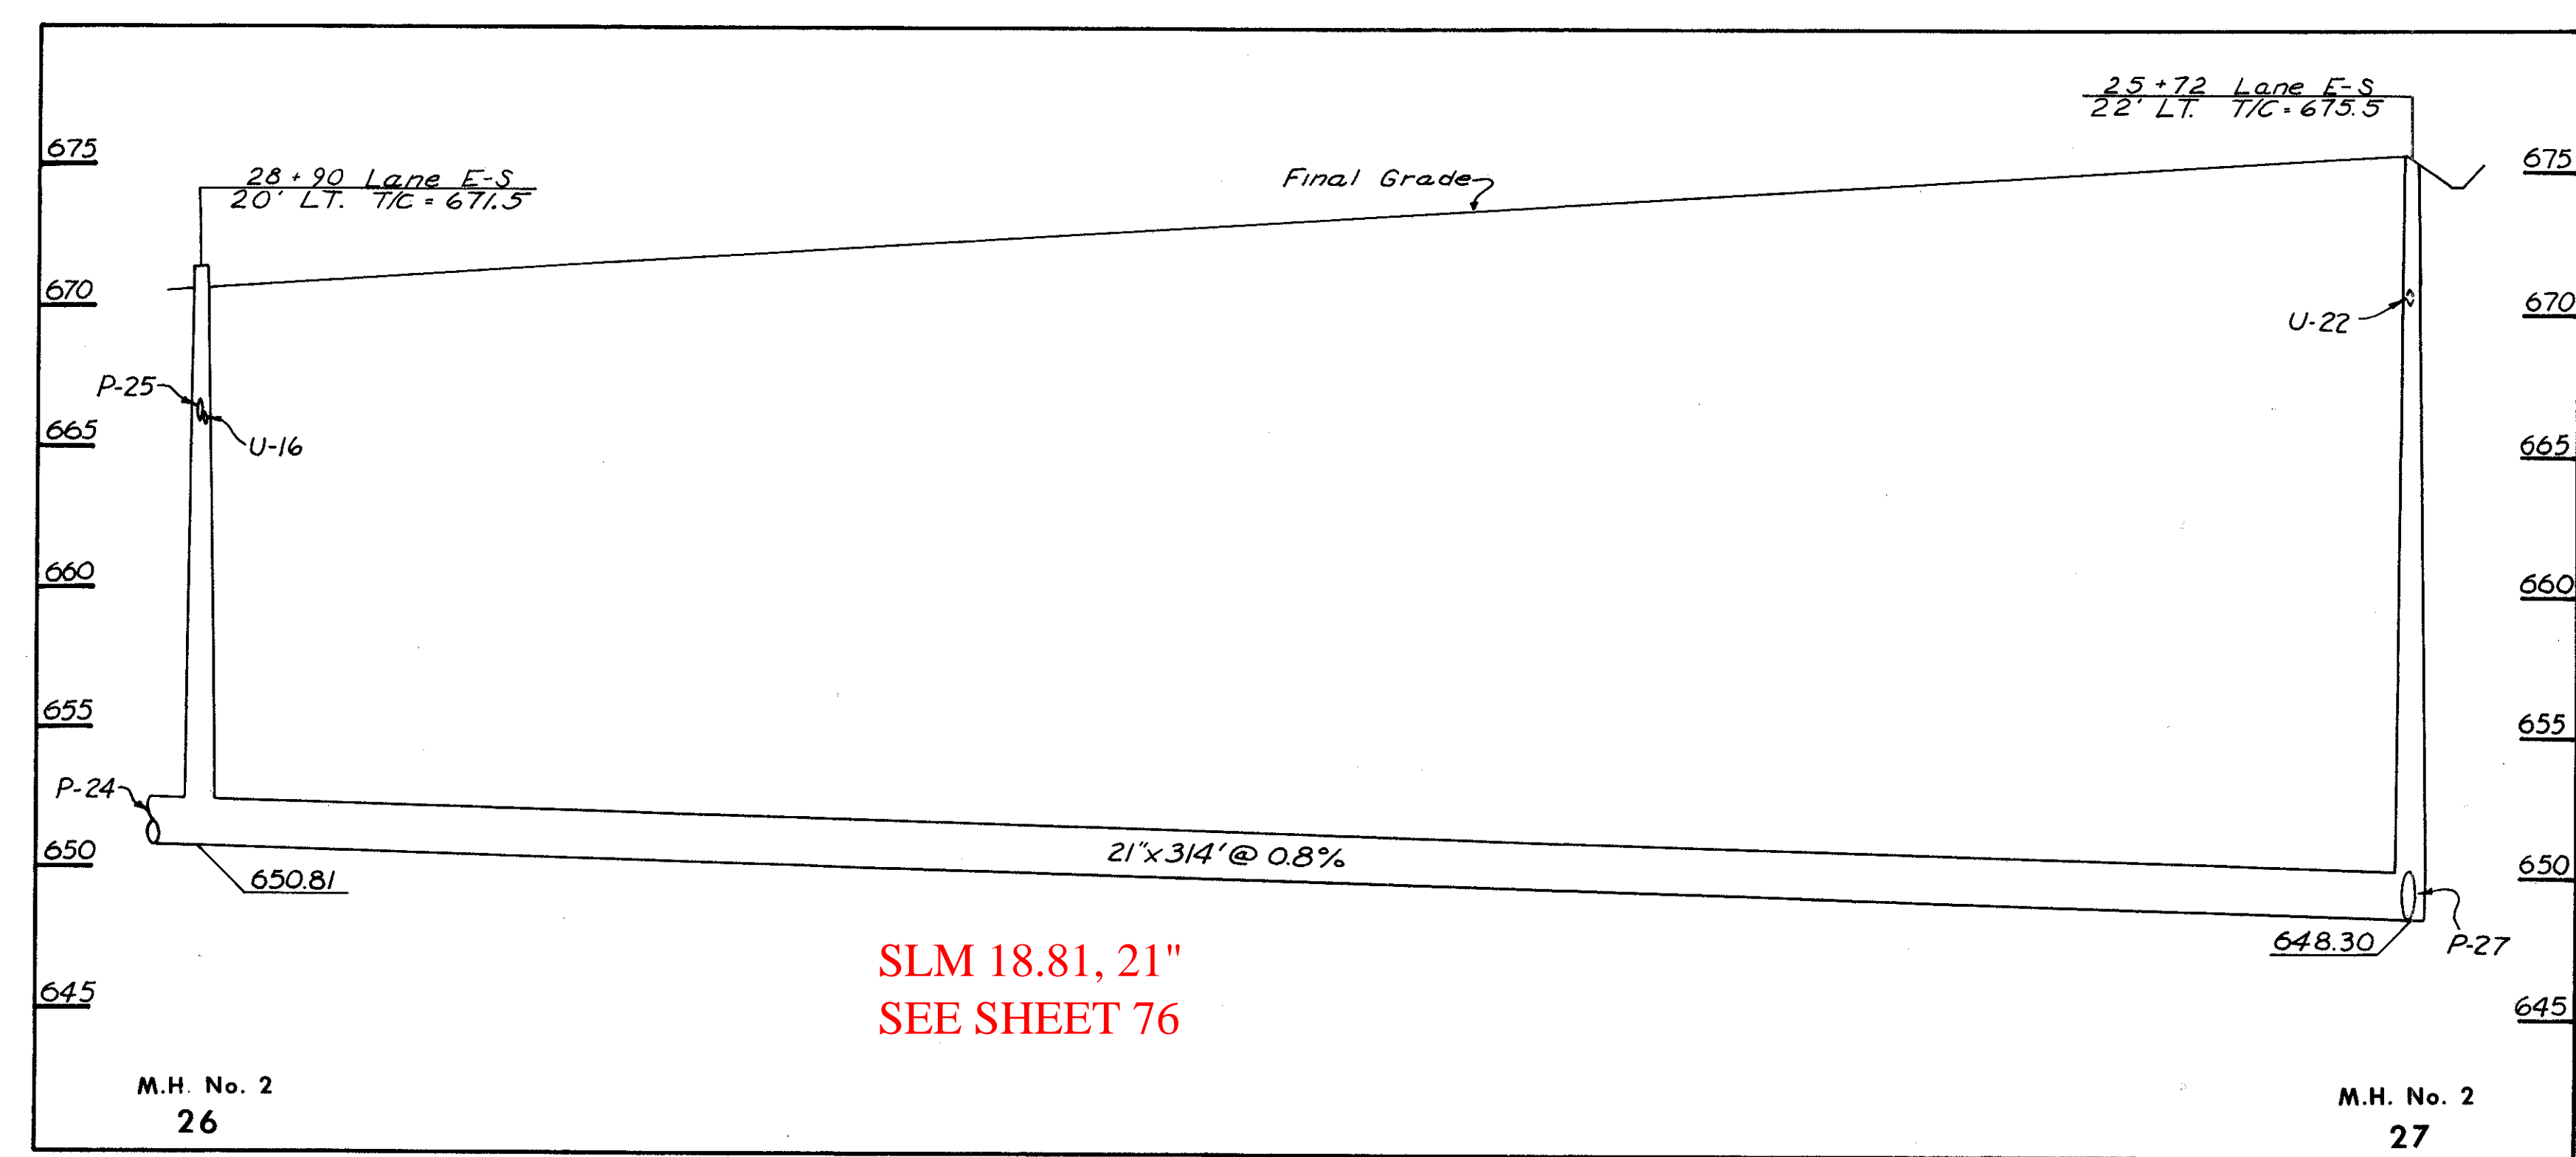 25+72 Lane E-S
22' LT. T/C = 675.5
675
28+90 Lane E-S
20' LT. T/C = 671.5
Final Grade
675
670
U-22
670
P-25
U-16
665
665
660
660
655
655
P-24
650
650.81
21"x314' @ 0.8%
650
648.30
P-27
SLM 18.81, 21"
SEE SHEET 76
645
645
M.H. No. 2
26
M.H. No. 2
27